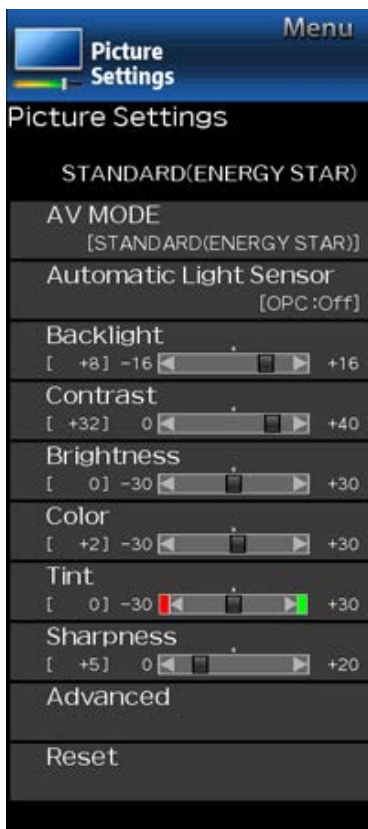 Menu
Picture
Settings
Picture Settings
STANDARD(ENERGY STAR)
AV MODE
[STANDARD(ENERGY STAR)]
Automatic Light Sensor
[OPC:Off]
Backlight
[ +8] -16 +16
Contrast
[ +32] 0 +40
Brightness
[ 0] -30 +30
Color
[ +2] -30 +30
Tint
[ 0] -30 +30
Sharpness
[ +5] 0 +20
Advanced
Reset